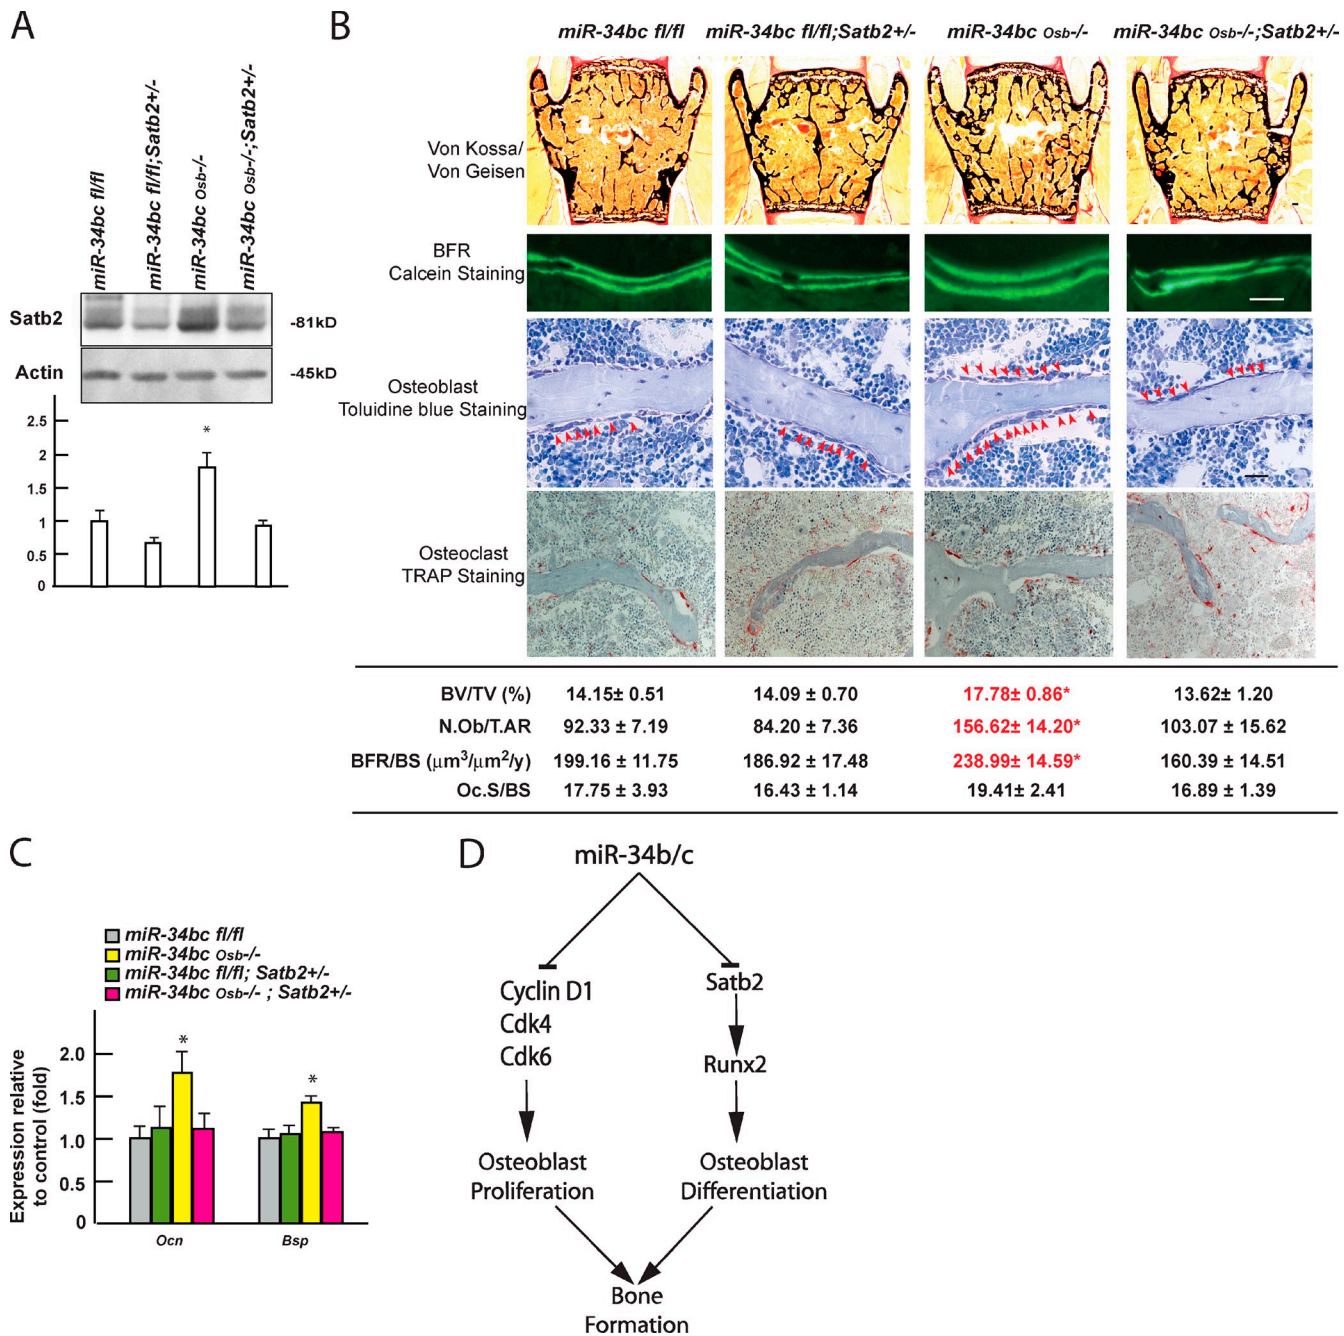 A
miR-34bc fl/fl
miR-34bc fl/fl;Satb2+/-
miR-34bc Osb-/-
miR-34bc Osb-/-;Satb2+/-
Satb2
-81kD
Actin
-45kD
2.5
2
1.5
1
0.5
0
*
B
miR-34bc fl/fl
miR-34bc fl/fl;Satb2+/-
miR-34bc Osb-/-
miR-34bc Osb-/-;Satb2+/-
Von Kossa/
Von Geisen
BFR
Calcein Staining
Osteoblast
Toluidine blue Staining
Osteoclast
TRAP Staining
BV/TV (%) 14.15± 0.51 14.09 ± 0.70 17.78± 0.86* 13.62± 1.20
N.Ob/T.AR 92.33 ± 7.19 84.20 ± 7.36 156.62± 14.20* 103.07 ± 15.62
BFR/BS (μm³/μm²/y) 199.16 ± 11.75 186.92 ± 17.48 238.99± 14.59* 160.39 ± 14.51
Oc.S/BS 17.75 ± 3.93 16.43 ± 1.14 19.41± 2.41 16.89 ± 1.39
C
miR-34bc fl/fl
miR-34bc Osb-/-
miR-34bc fl/fl; Satb2+/-
miR-34bc Osb-/- ; Satb2+/-
Expression relative
to control (fold)
2.0
1.5
1.0
0.5
0
*
*
Ocn
Bsp
D
miR-34b/c
Cyclin D1
Cdk4
Cdk6
Satb2
Runx2
Osteoblast
Proliferation
Osteoblast
Differentiation
Bone
Formation